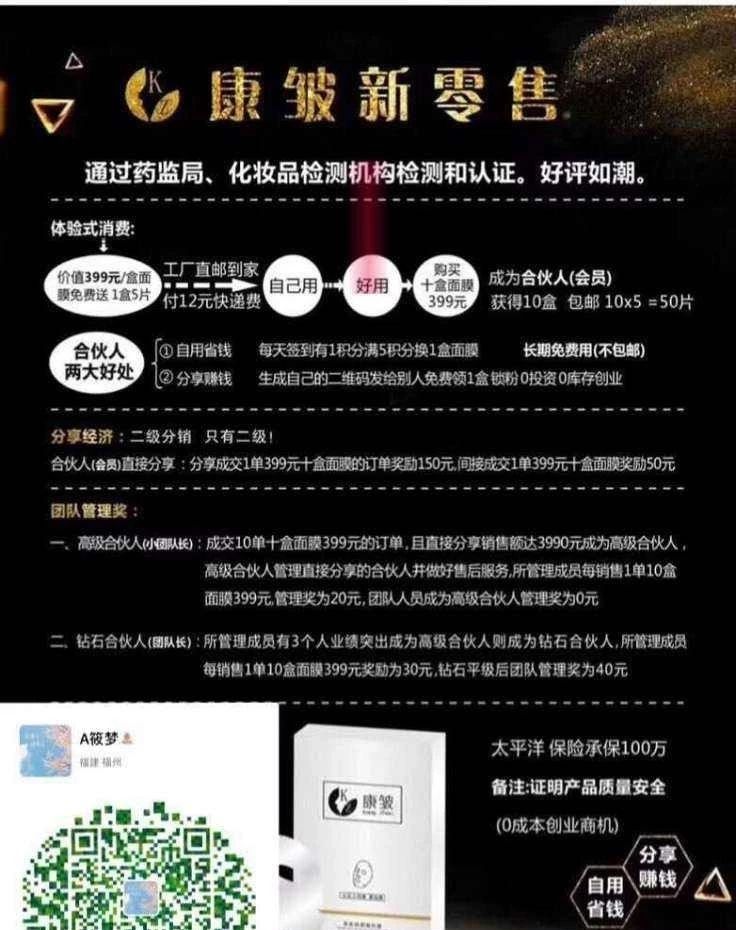 K
康皱新零售
通过药监局、化妆品检测机构检测和认证。好评如潮。
体验式消费:
价值399元/盒面
膜免费送 1盒5片
工厂直邮到家
付12元快递费
自己用
好用
购买
十盒面膜
399元
成为合伙人(会员)
获得10盒 包邮 10x5 =50片
合伙人
两大好处
① 自用省钱 每天签到有1积分满5积分换1盒面膜 长期免费用(不包邮)
② 分享赚钱 生成自己的二维码发给别人免费领1盒 锁粉 0投资 0库存创业
分享经济：二级分销 只有二级！
合伙人(会员)直接分享：分享成交1单399元十盒面膜的订单奖励150元,间接成交1单399元十盒面膜奖励50元
团队管理奖：
一、高级合伙人(小团队长)：成交10单十盒面膜399元的订单,且直接分享销售额达3990元成为高级合伙人，
高级合伙人管理直接分享的合伙人并做好售后服务,所管理成员每销售1单10盒
面膜399元,管理奖为20元，团队人员成为高级合伙人管理奖为0元
二、钻石合伙人(团队长)：所管理成员有3个人业绩突出成为高级合伙人则成为钻石合伙人,所管理成员
每销售1单10盒面膜399元奖励为30元,钻石平级后团队管理奖为40元
A筱梦
福建 福州
K
康皱
太平洋 保险承保100万
备注:证明产品质量安全
(0成本创业商机)
分享
赚钱
自用
省钱